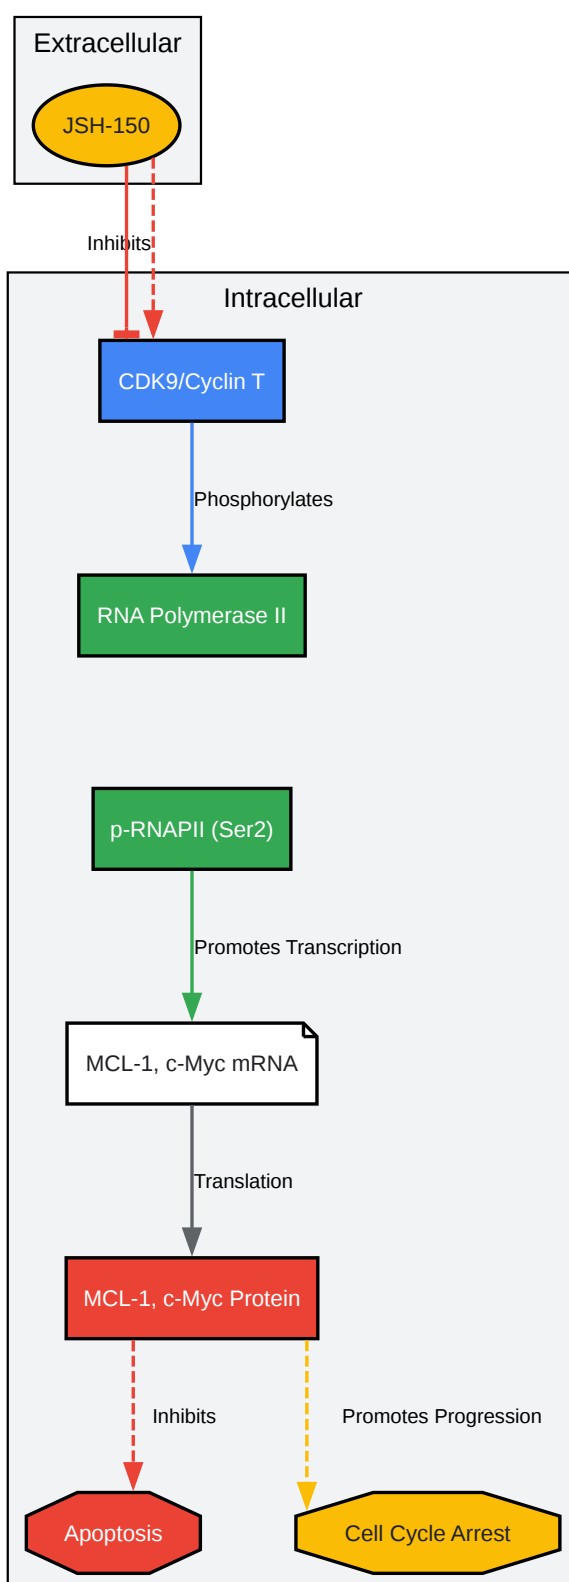 Extracellular
JSH-150
Inhibits
Intracellular
CDK9/Cyclin T
Phosphorylates
RNA Polymerase II
p-RNAPII (Ser2)
Promotes Transcription
MCL-1, c-Myc mRNA
Translation
MCL-1, c-Myc Protein
Inhibits
Promotes Progression
Apoptosis
Cell Cycle Arrest